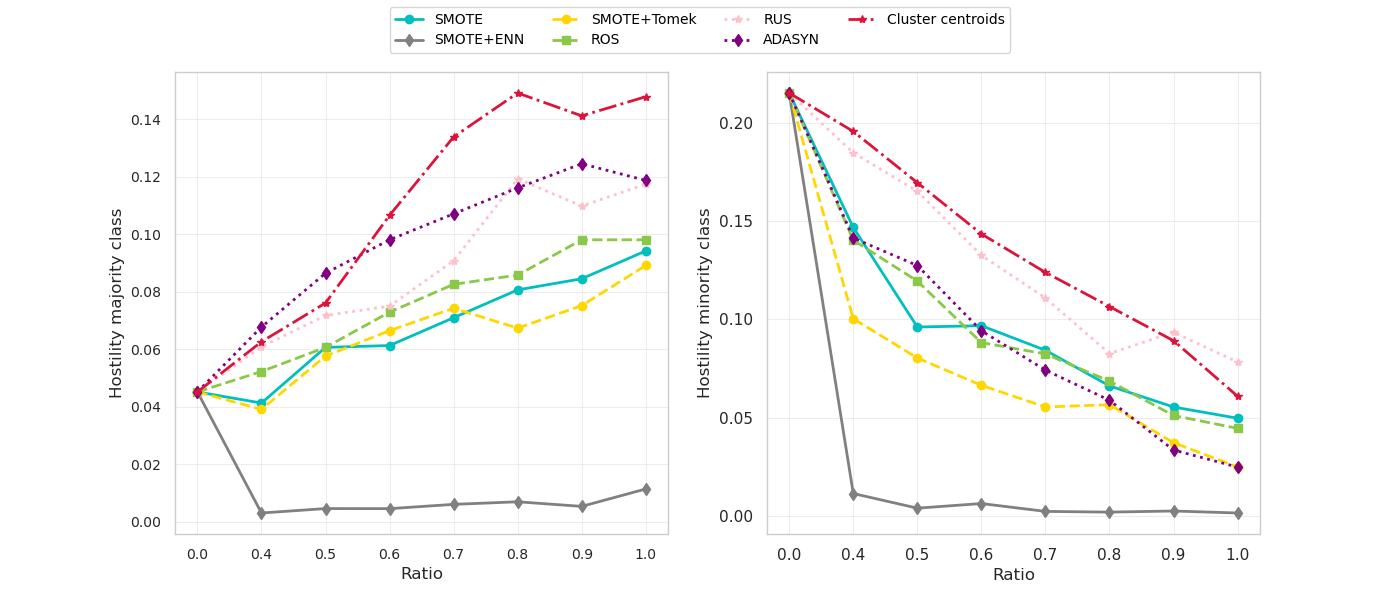 SMOTE
SMOTE+ENN
SMOTE+Tomek
ROS
RUS
ADASYN
Cluster centroids
Hostility majority class
0.14
0.12
0.10
0.08
0.06
0.04
0.02
0.00
0.0 0.4 0.5 0.6 0.7 0.8 0.9 1.0
Ratio
Hostility minority class
0.20
0.15
0.10
0.05
0.00
0.0 0.4 0.5 0.6 0.7 0.8 0.9 1.0
Ratio